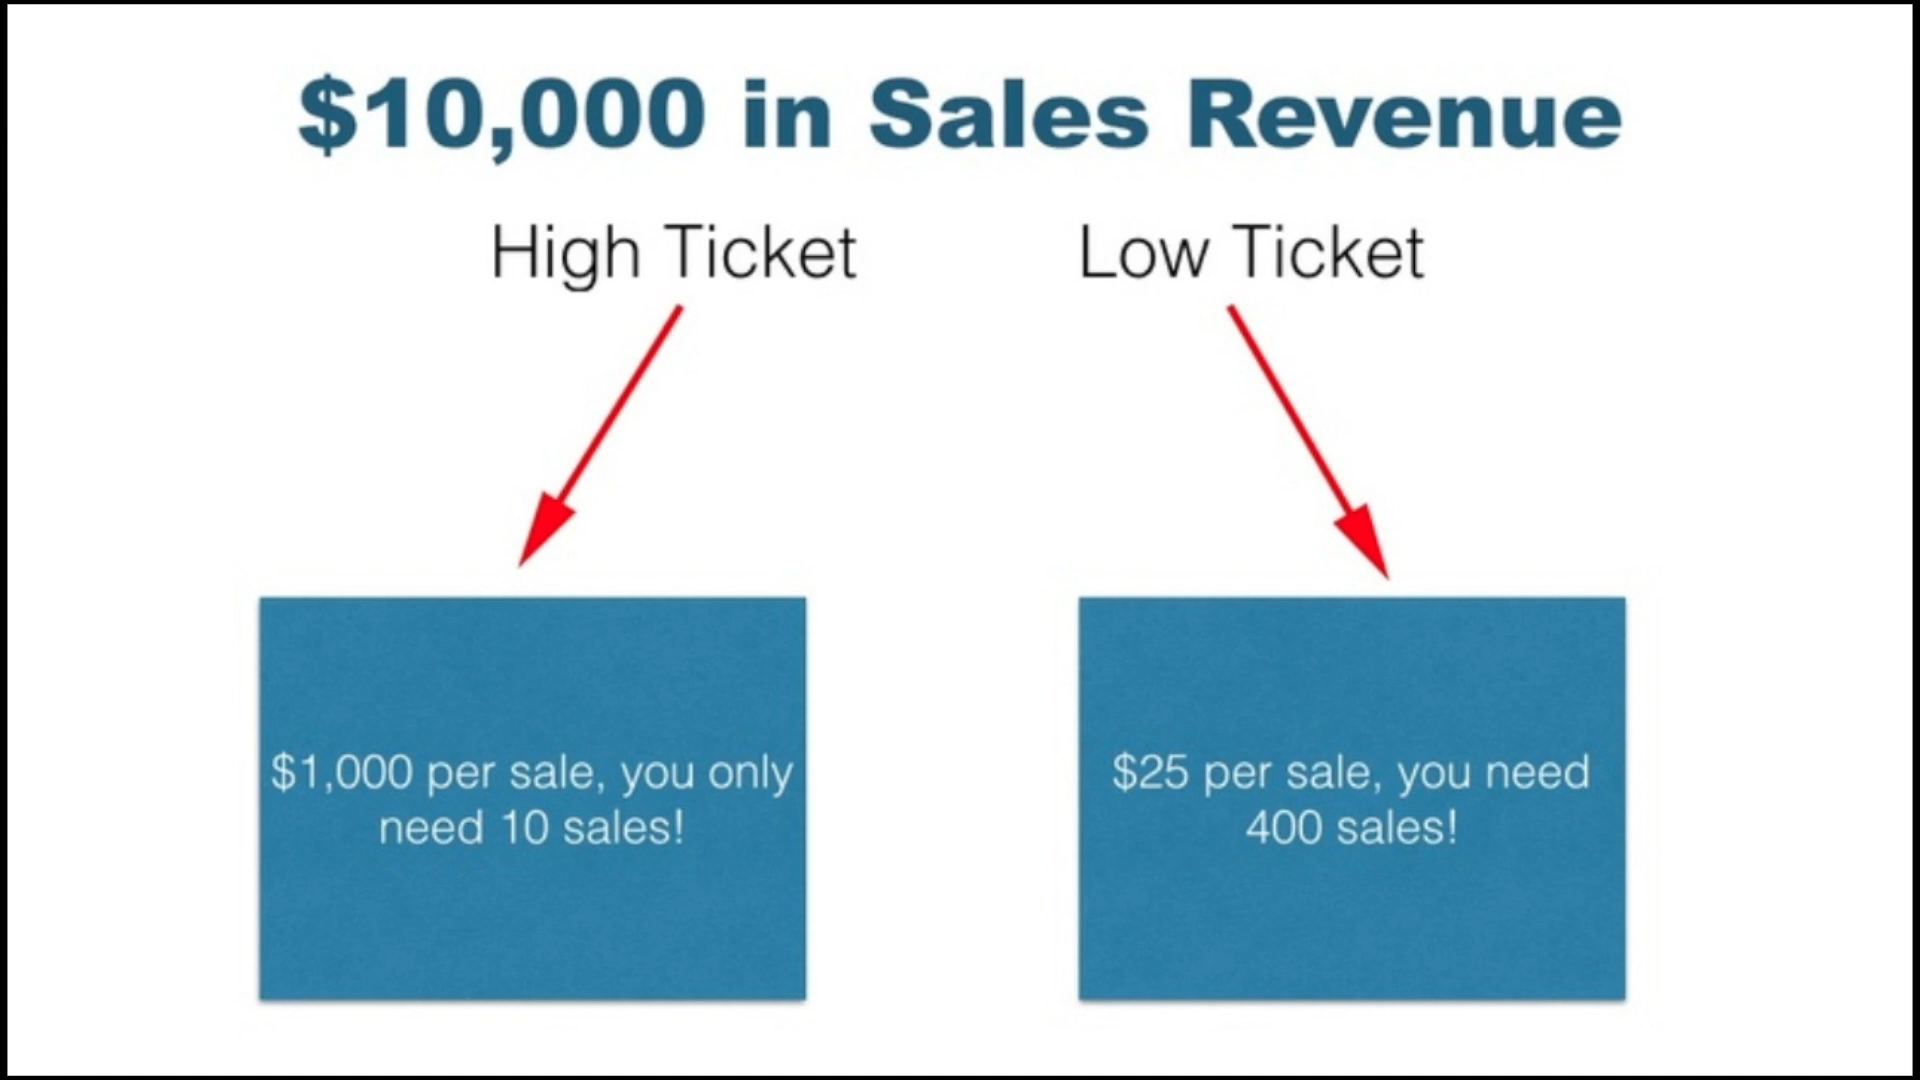 $10,000 in Sales Revenue
High Ticket
Low Ticket
$1,000 per sale, you only
need 10 sales!
$25 per sale, you need
400 sales!